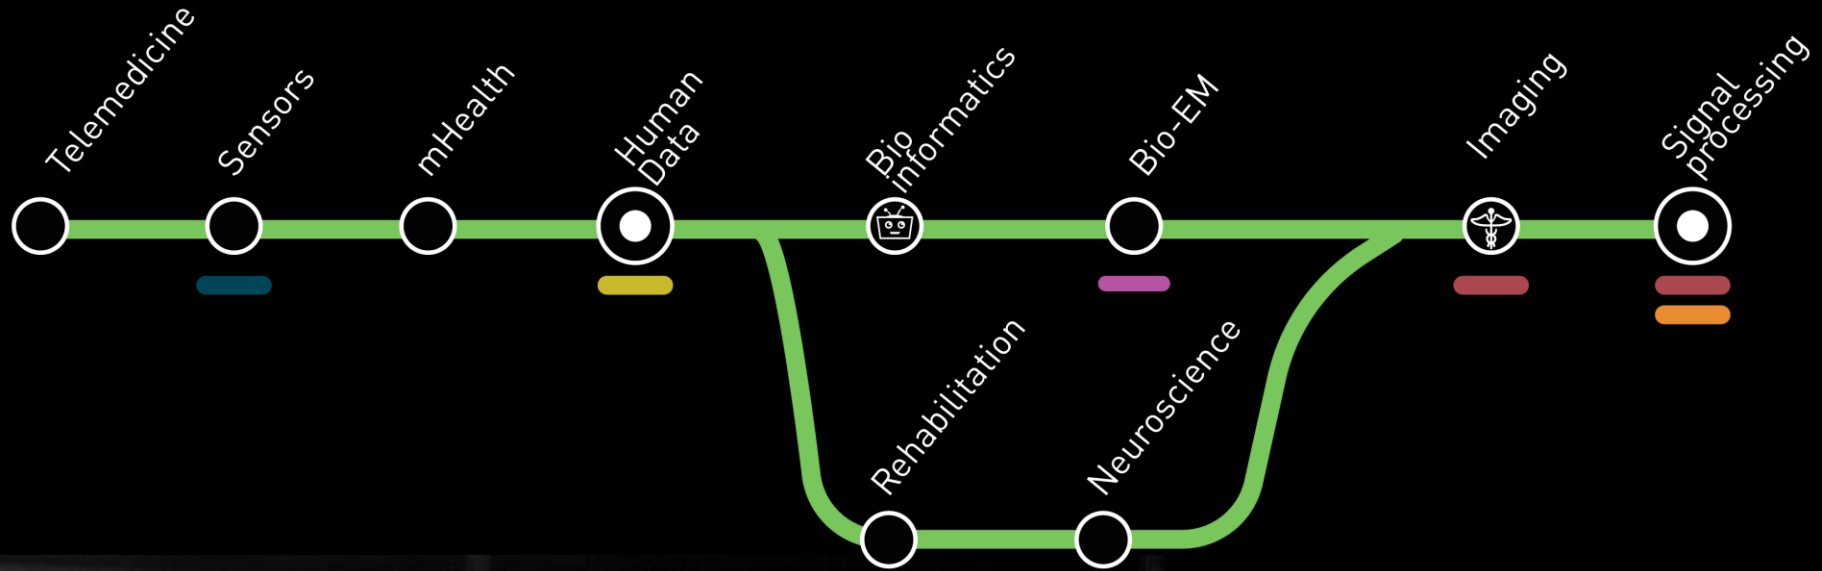 Telemedicine
Sensors
mHealth
Human
Data
Bio
informatics
Bio-EM
Imaging
Signal
processing
Rehabilitation
Neuroscience